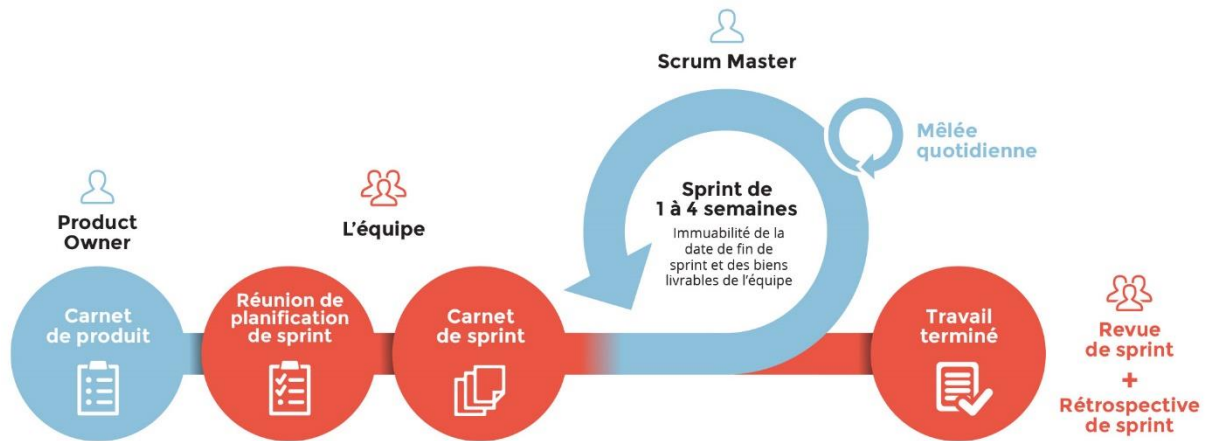 Scrum Master
Mêlée
quotidienne
Sprint de
1 à 4 semaines
Immuabilité de la
date de fin de
sprint et des biens
livrables de l'équipe
Product
Owner
L'équipe
Carnet
de produit
Réunion de
planification
de sprint
Carnet
de sprint
Travail
terminé
Revue
de sprint
+
Rétrospective
de sprint